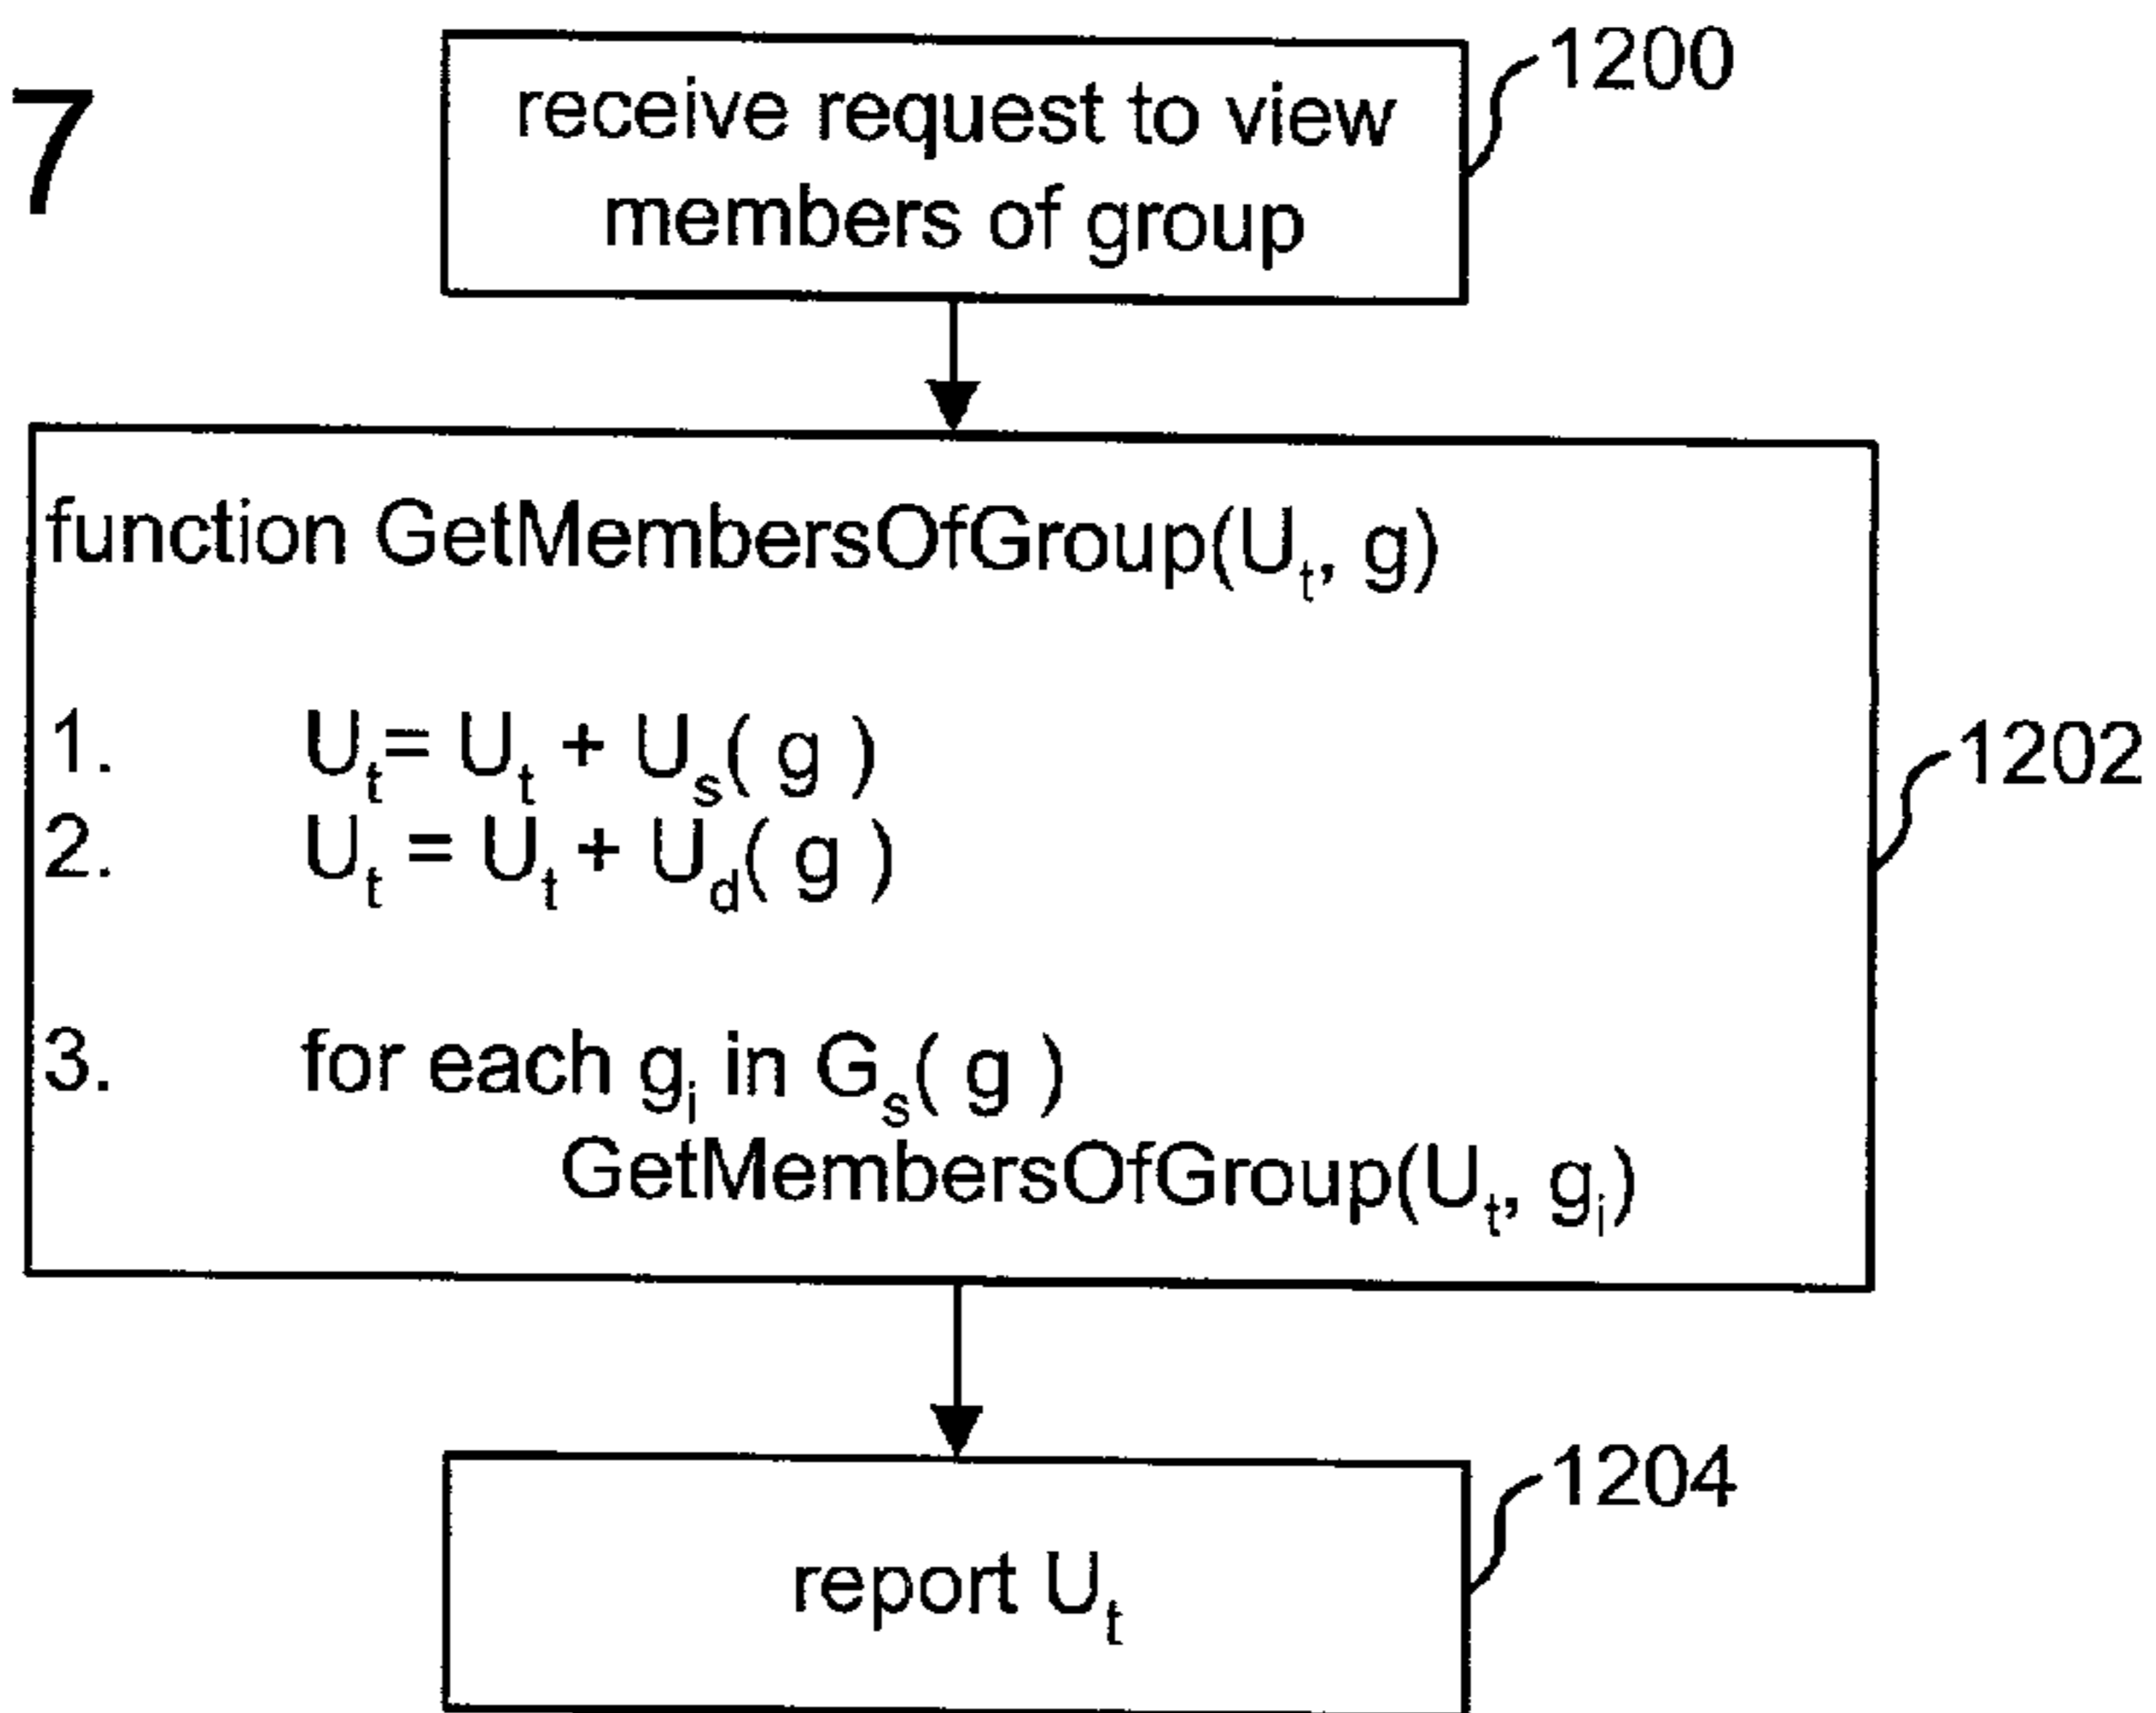 7
receive request to view
members of group
1200
function GetMembersOfGroup(Uₜ, g)
1. Uₜ= Uₜ + Uₛ( g )
2. Uₜ = Uₜ + U_d( g )
1202
3. for each gᵢ in Gₛ( g )
GetMembersOfGroup(Uₜ, gᵢ)
1204
report Uₜ